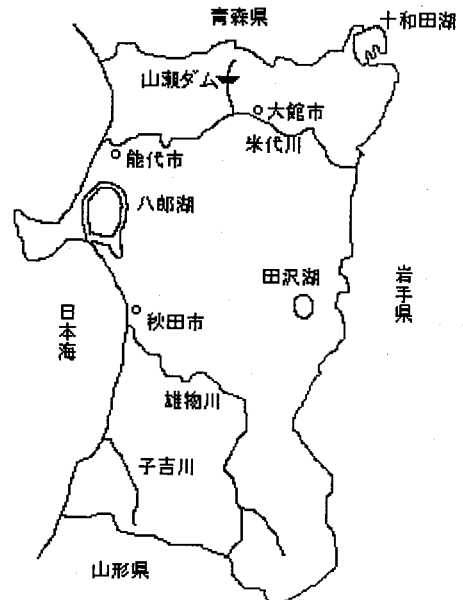 青森県
十和田湖
山瀬ダム
大館市
米代川
能代市
八郎湖
田沢湖
岩手県
日本海
秋田市
雄物川
子吉川
山形県